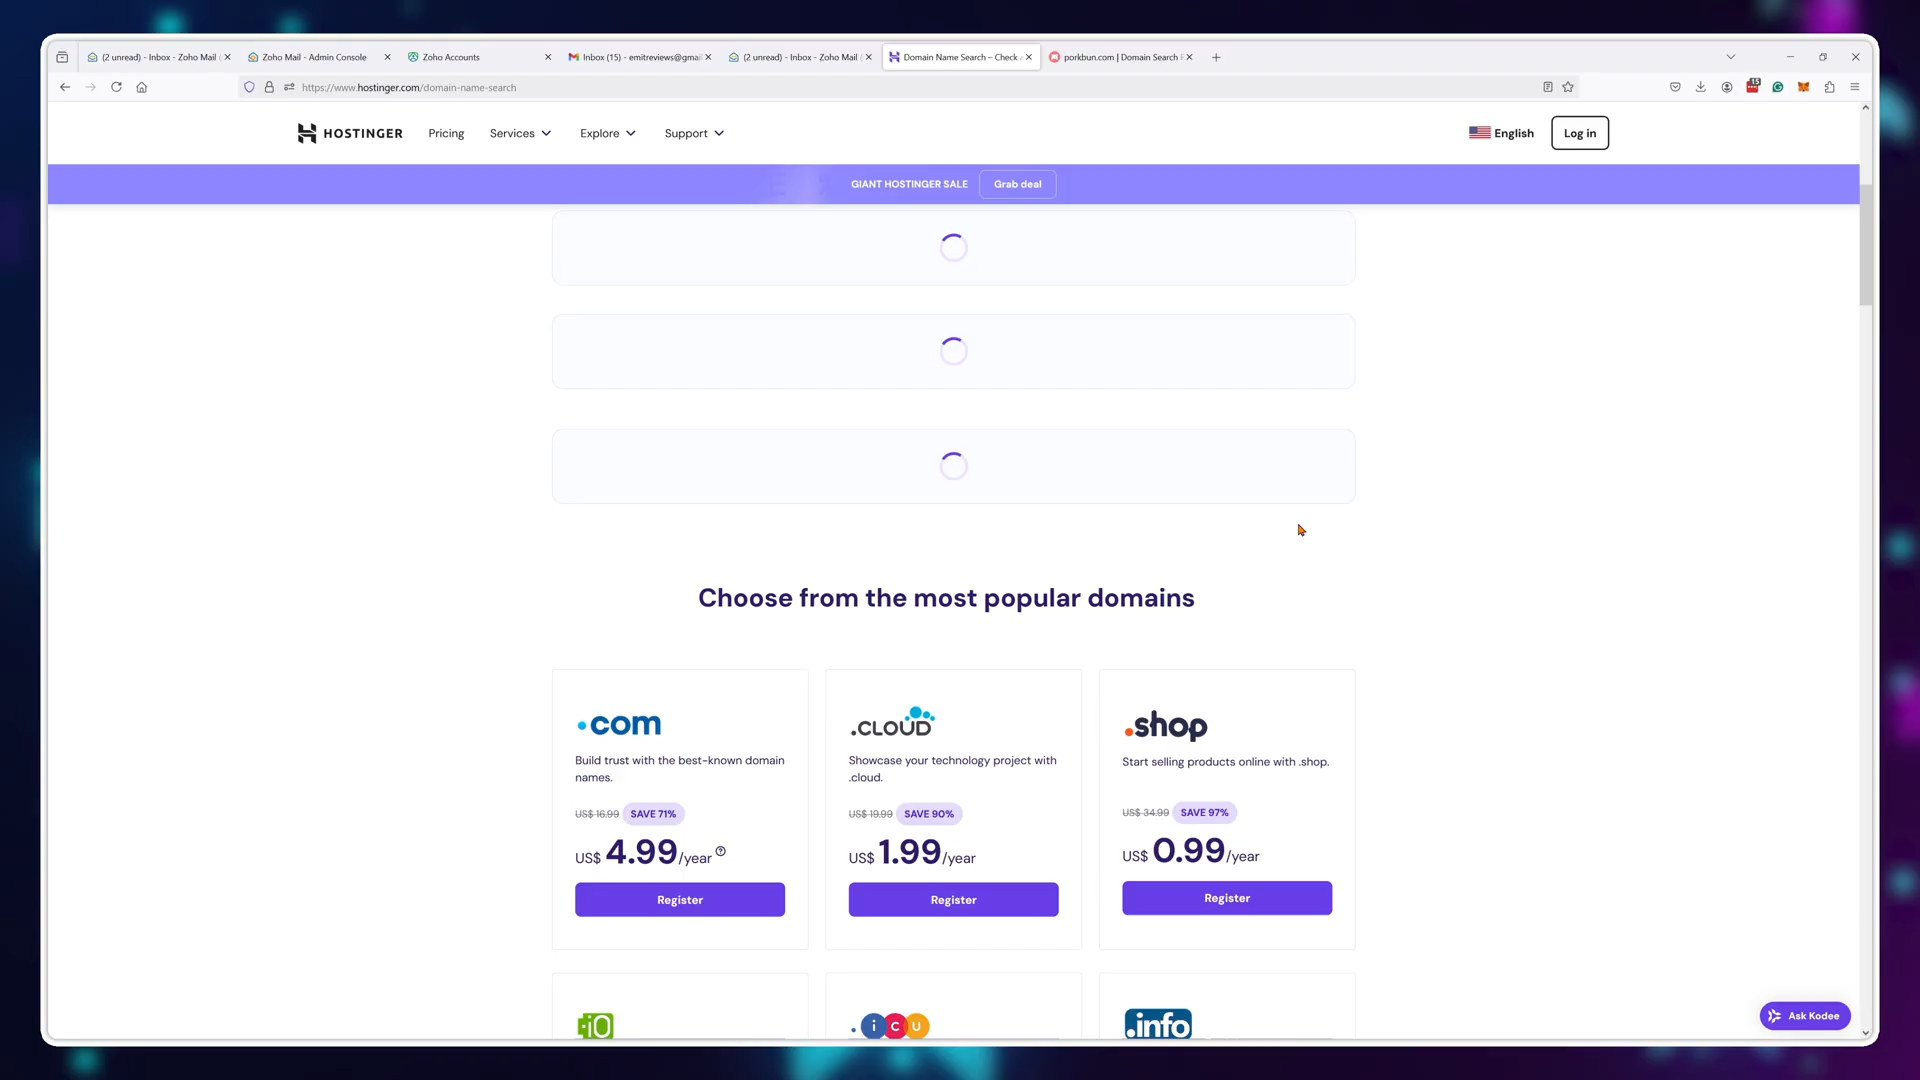 (2 unread) - Inbox - Zoho Mail (
Zoho Mail - Admin Console
Zoho Accounts
Inbox (15) - emitreviews@gmai
(2 unread) - Inbox - Zoho Mail (
Domain Name Search – Check
porkbun.com | Domain Search R
https://www.hostinger.com/domain-name-search
15
HOSTINGER
Pricing
Services
Explore
Support
English
Log in
GIANT HOSTINGER SALE
Grab deal
Choose from the most popular domains
.com
Build trust with the best-known domain
names.
US$ 16.99 SAVE 71%
US$ 4.99/year
Register
.CLOUD
Showcase your technology project with
.cloud.
US$ 19.99 SAVE 90%
US$ 1.99/year
Register
.shop
Start selling products online with .shop.
US$ 34.99 SAVE 97%
US$ 0.99/year
Register
.iO
.iCU
.info
Ask Kodee